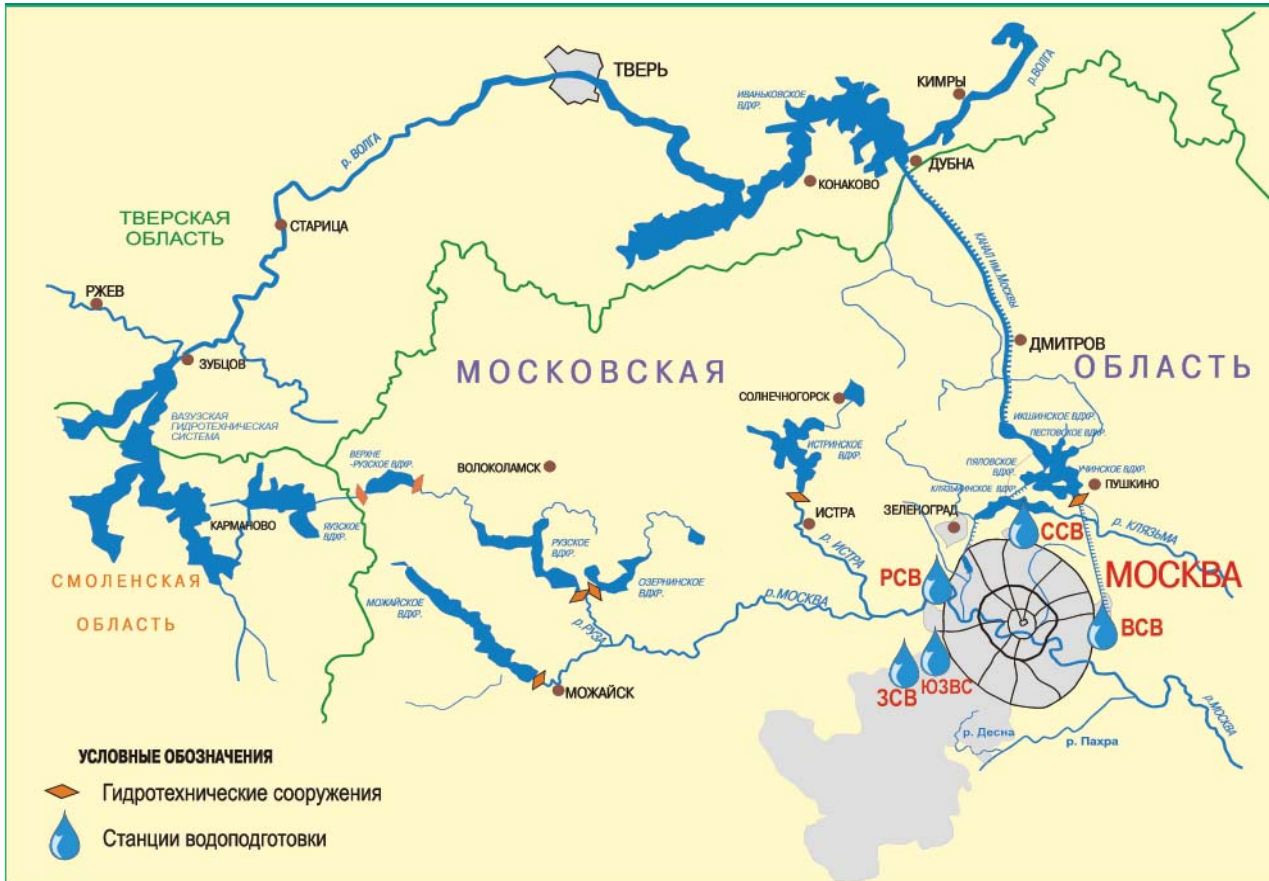 ТВЕРЬ
КИМРЫ
р.ВОЛГА
ИВАНЬКОВСКОЕ
ВДХР.
р. ВОЛГА
ДУБНА
КОНАКОВО
ТВЕРСКАЯ
ОБЛАСТЬ
СТАРИЦА
КАНАЛ им.Москвы
РЖЕВ
ЗУБЦОВ
ДМИТРОВ
МОСКОВСКАЯ
ОБЛАСТЬ
СОЛНЕЧНОГОРСК
ВАЗУЗСКАЯ
ГИДРОТЕХНИЧЕСКАЯ
СИСТЕМА
ИКШИНСКОЕ ВДХР.
ПЕСТОВСКОЕ ВДХР.
ИСТРИНСКОЕ ВДХР.
ВЕРХНЕ
-РУЗСКОЕ ВДХР.
ВОЛОКОЛАМСК
ПЯЛОВСКОЕ
ВДХР.
УЧИНСКОЕ ВДХР.
КЛЯЗЬМИНСКОЕ ВДХР.
ПУШКИНО
ИСТРА
ЗЕЛЕНОГРАД
КАРМАНОВО
ЯУЗСКОЕ
ВДХР.
ССВ
р. КЛЯЗЬМА
РУЗСКОЕ
ВДХР.
р. ИСТРА
СМОЛЕНСКАЯ
ОБЛАСТЬ
ОЗЕРНИНСКОЕ
ВДХР.
РСВ
МОСКВА
МОЖАЙСКОЕ
ВДХР.
р.МОСКВА
р.РУЗА
ВСВ
МОЖАЙСК
ЗСВ
ЮЗВС
р.МОСКВА
р. Десна
р. Пахра
УСЛОВНЫЕ ОБОЗНАЧЕНИЯ
Гидротехнические сооружения
Станции водоподготовки